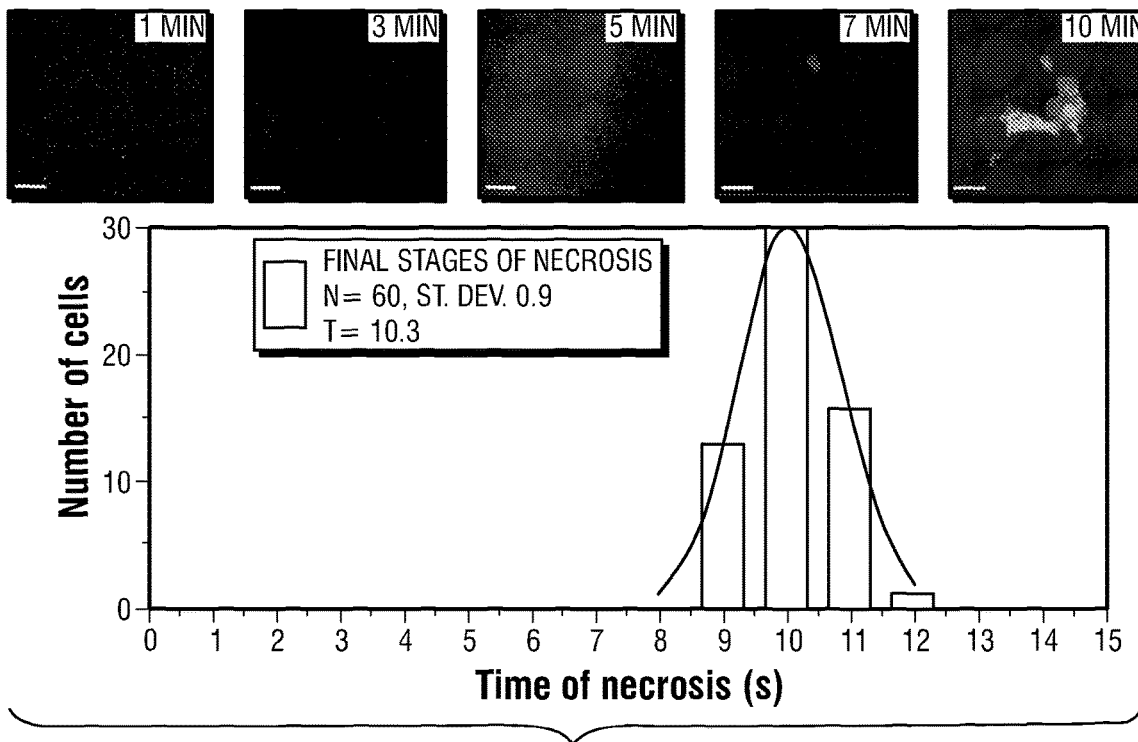 1 MIN
3 MIN
5 MIN
7 MIN
10 MIN
FINAL STAGES OF NECROSIS
N= 60, ST. DEV. 0.9
T= 10.3
Number of cells
30
20
10
0
0 1 2 3 4 5 6 7 8 9 10 11 12 13 14 15
Time of necrosis (s)